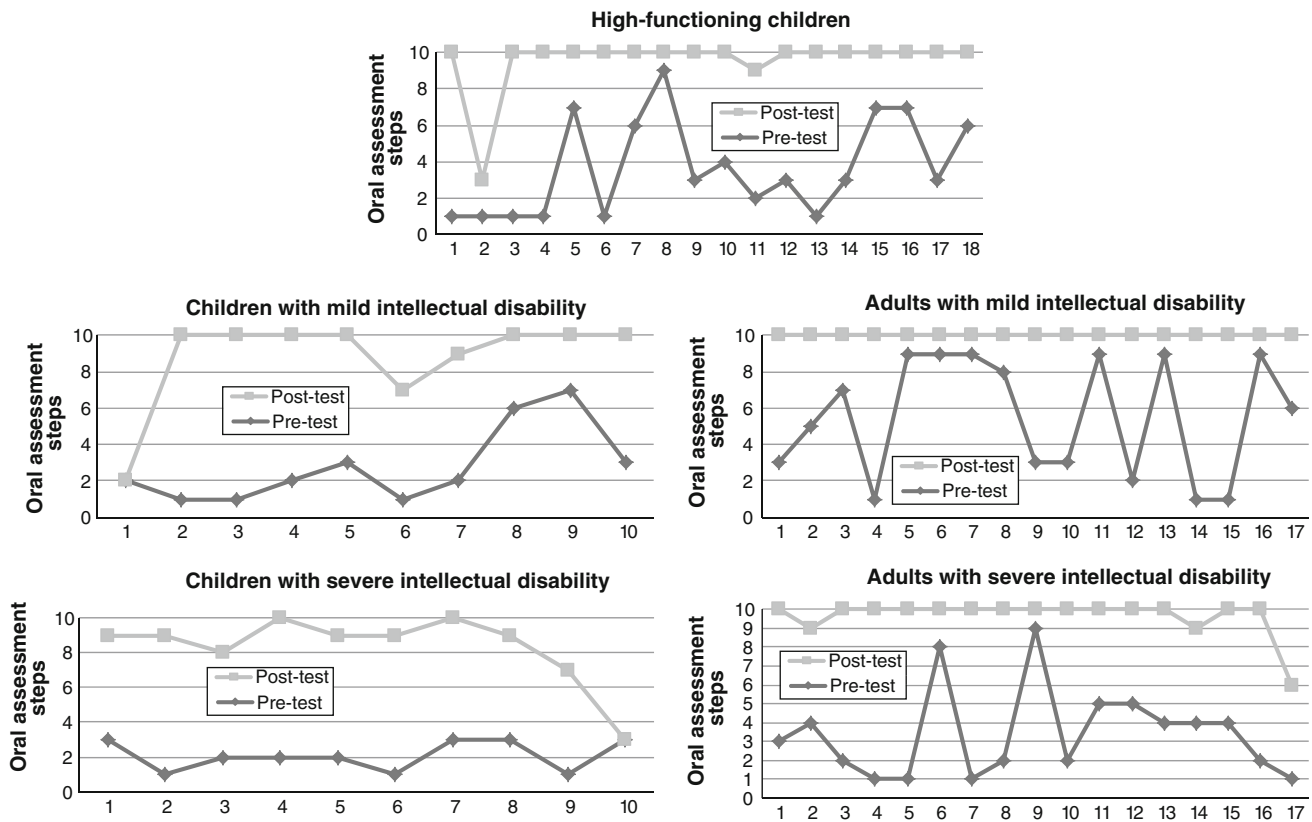 High-functioning children
Oral assessment
steps
10
8
6
4
2
0
Post-test
Pre-test
1 2 3 4 5 6 7 8 9 10 11 12 13 14 15 16 17 18
Children with mild intellectual disability
Oral assessment
steps
10
8
6
4
2
0
Post-test
Pre-test
1 2 3 4 5 6 7 8 9 10
Adults with mild intellectual disability
Oral assessment
steps
10
8
6
4
2
0
Post-test
Pre-test
1 2 3 4 5 6 7 8 9 10 11 12 13 14 15 16 17
Children with severe intellectual disability
Oral assessment
steps
10
8
6
4
2
0
Post-test
Pre-test
1 2 3 4 5 6 7 8 9 10
Adults with severe intellectual disability
Oral assessment
steps
10
9
8
7
6
5
4
3
2
1
0
Post-test
Pre-test
1 2 3 4 5 6 7 8 9 10 11 12 13 14 15 16 17